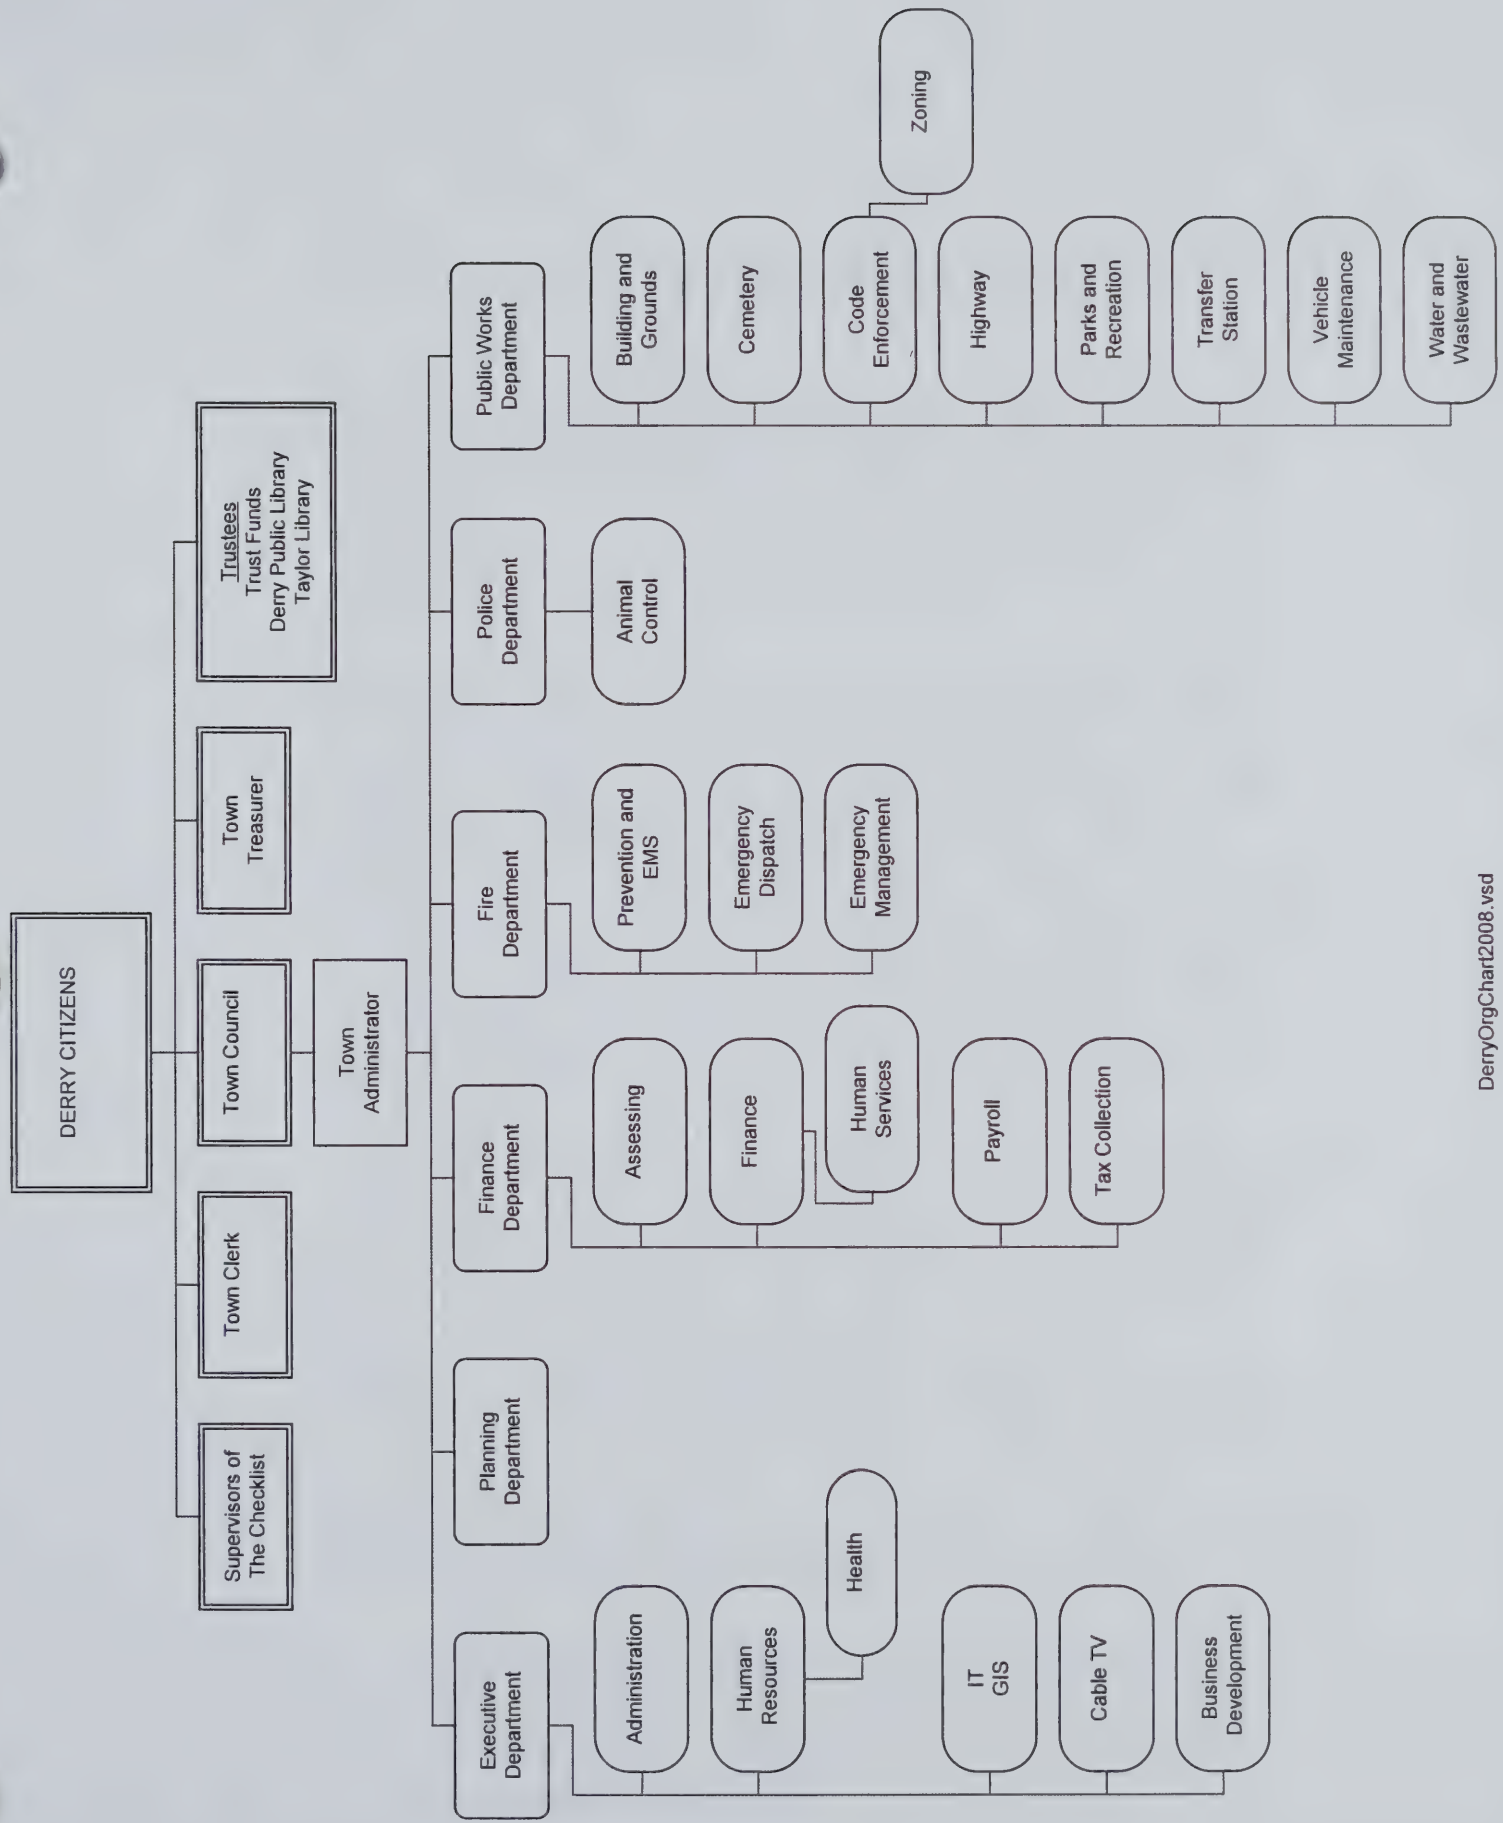 DERRY CITIZENS
Supervisors of
The Checklist
Town Clerk
Town Council
Town
Treasurer
Trustees
Trust Funds
Derry Public Library
Taylor Library
Town
Administrator
Executive
Department
Planning
Department
Finance
Department
Fire
Department
Police
Department
Public Works
Department
Administration
Human
Resources
Health
IT
GIS
Cable TV
Business
Development
Assessing
Finance
Human
Services
Payroll
Tax Collection
Prevention and
EMS
Emergency
Dispatch
Emergency
Management
Animal
Control
Building and
Grounds
Cemetery
Code
Enforcement
Zoning
Highway
Parks and
Recreation
Transfer
Station
Vehicle
Maintenance
Water and
Wastewater
DerryOrgChart2008.vsd